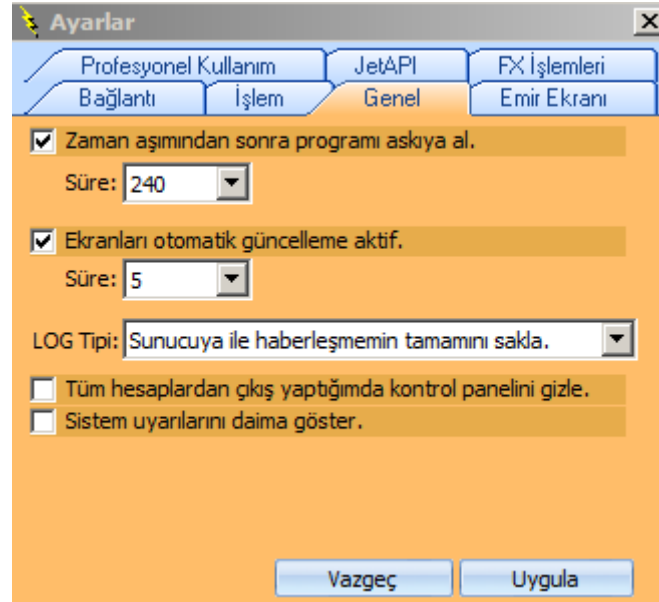 Ayarlar
Profesyonel Kullanım JetAPI FX İşlemleri
Bağlantı İşlem Genel Emir Ekranı
Zaman aşımından sonra programı askıya al.
Süre: 240
Ekranları otomatik güncelleme aktif.
Süre: 5
LOG Tipi: Sunucuya ile haberleşmemin tamamını sakla.
Tüm hesaplardan çıkış yaptığımda kontrol panelini gizle.
Sistem uyarılarını daima göster.
Vazgeç Uygula